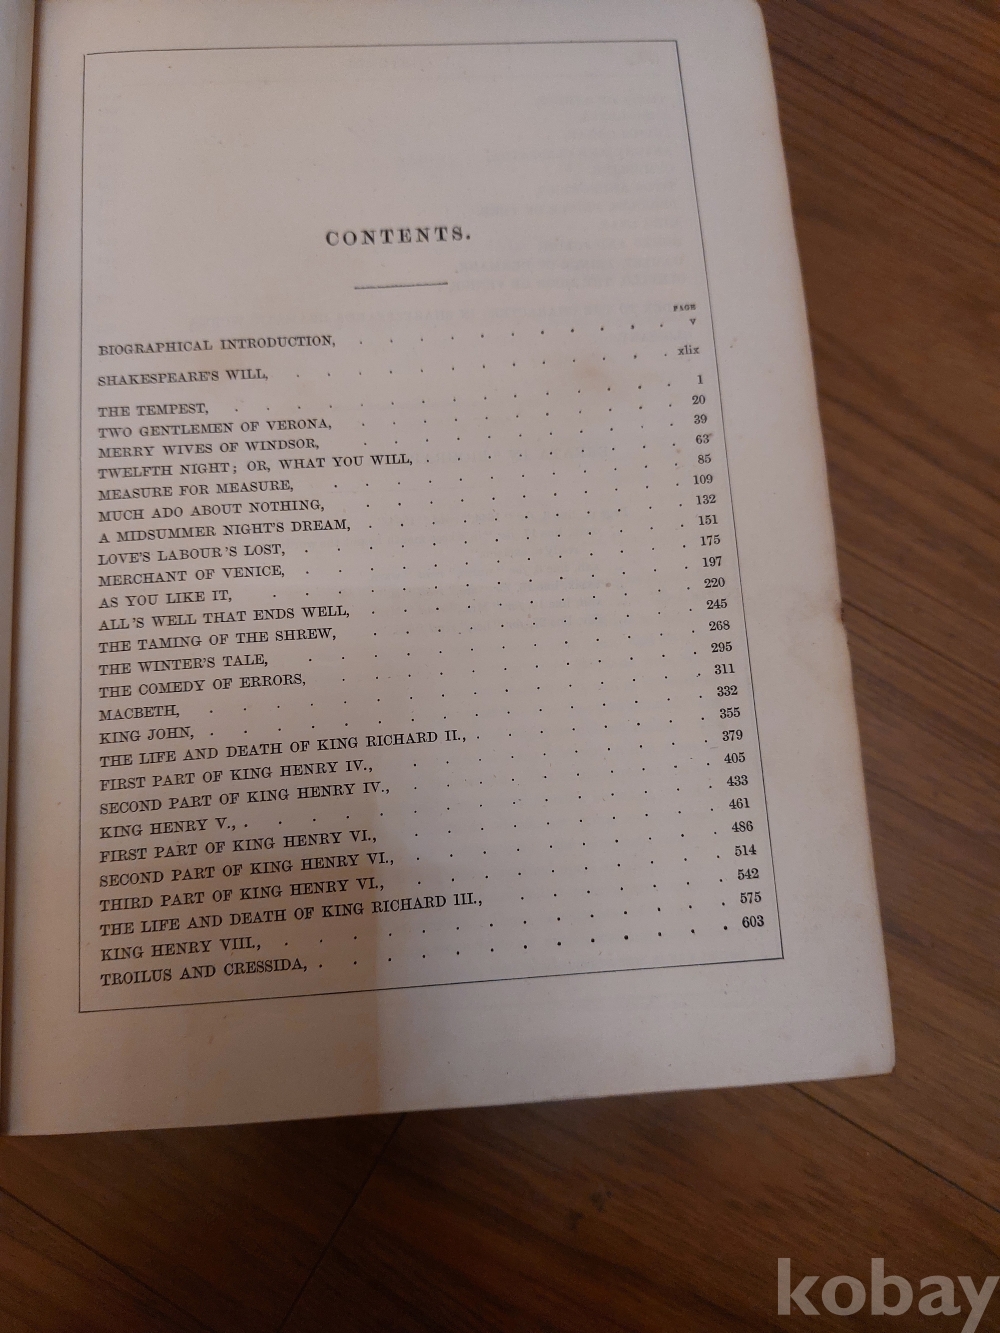 CONTENTS.
PAGE
BIOGRAPHICAL INTRODUCTION, . . . . . . . . . . . v
SHAKESPEARE'S WILL, . . . . . . . . . . . . xlix
THE TEMPEST, . . . . . . . . . . . . . . 1
TWO GENTLEMEN OF VERONA, . . . . . . . . . . 20
MERRY WIVES OF WINDSOR, . . . . . . . . . . 39
TWELFTH NIGHT; OR, WHAT YOU WILL, . . . . . . . . 63
MEASURE FOR MEASURE, . . . . . . . . . . . 85
MUCH ADO ABOUT NOTHING, . . . . . . . . . . 109
A MIDSUMMER NIGHT'S DREAM, . . . . . . . . . . 132
LOVE'S LABOUR'S LOST, . . . . . . . . . . . 151
MERCHANT OF VENICE, . . . . . . . . . . . . 175
AS YOU LIKE IT, . . . . . . . . . . . . . 197
ALL'S WELL THAT ENDS WELL, . . . . . . . . . . 220
THE TAMING OF THE SHREW, . . . . . . . . . . 245
THE WINTER'S TALE, . . . . . . . . . . . . 268
THE COMEDY OF ERRORS, . . . . . . . . . . . 295
MACBETH, . . . . . . . . . . . . . . . 311
KING JOHN, . . . . . . . . . . . . . . 332
THE LIFE AND DEATH OF KING RICHARD II., . . . . . . . 355
FIRST PART OF KING HENRY IV., . . . . . . . . . 379
SECOND PART OF KING HENRY IV., . . . . . . . . . 405
KING HENRY V., . . . . . . . . . . . . . 433
FIRST PART OF KING HENRY VI., . . . . . . . . . 461
SECOND PART OF KING HENRY VI., . . . . . . . . . 486
THIRD PART OF KING HENRY VI., . . . . . . . . . 514
THE LIFE AND DEATH OF KING RICHARD III., . . . . . . . 542
KING HENRY VIII., . . . . . . . . . . . . . 575
TROILUS AND CRESSIDA, . . . . . . . . . . . . 603
kobay